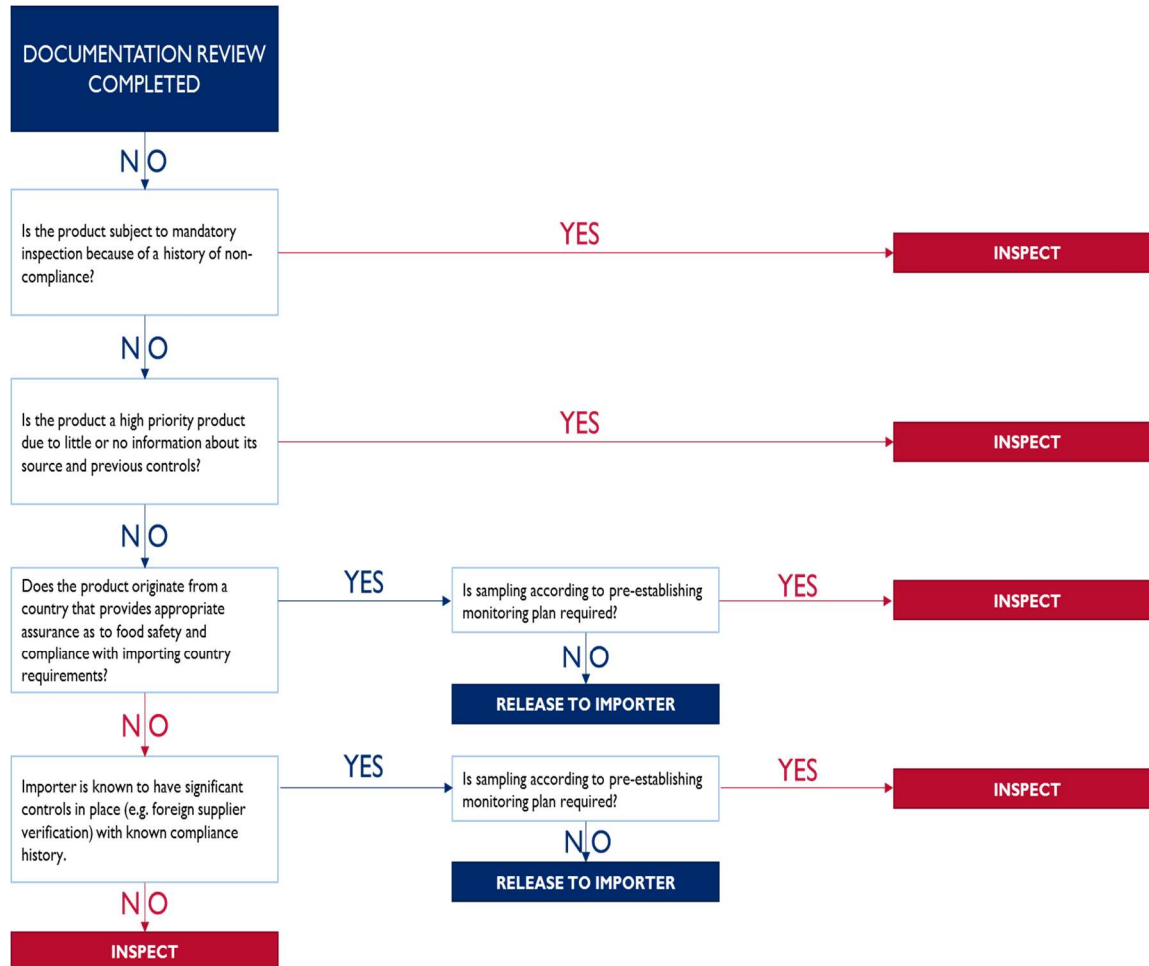 DOCUMENTATION REVIEW
COMPLETED
NO
Is the product subject to mandatory
inspection because of a history of non-
compliance?
YES
INSPECT
NO
Is the product a high priority product
due to little or no information about its
source and previous controls?
YES
INSPECT
NO
Does the product originate from a
country that provides appropriate
assurance as to food safety and
compliance with importing country
requirements?
YES
Is sampling according to pre-establishing
monitoring plan required?
YES
INSPECT
NO
RELEASE TO IMPORTER
NO
Importer is known to have significant
controls in place (e.g. foreign supplier
verification) with known compliance
history.
YES
Is sampling according to pre-establishing
monitoring plan required?
YES
INSPECT
NO
RELEASE TO IMPORTER
NO
INSPECT